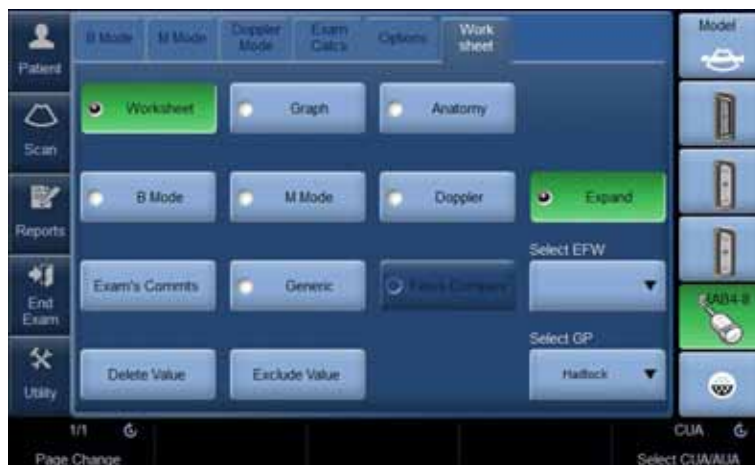 Patient
B Mode
M Mode
Doppler
Mode
Exam
Calcs
Options
Work
sheet
Model
Worksheet
Graph
Anatomy
Scan
B Mode
M Mode
Doppler
Expand
Reports
Select EFW
Exam's Commts
Generic
End
Exam
Select GP
Delete Value
Exclude Value
Hadlock
Utility
1/1
CUA
Page Change
Select CUA/AUA